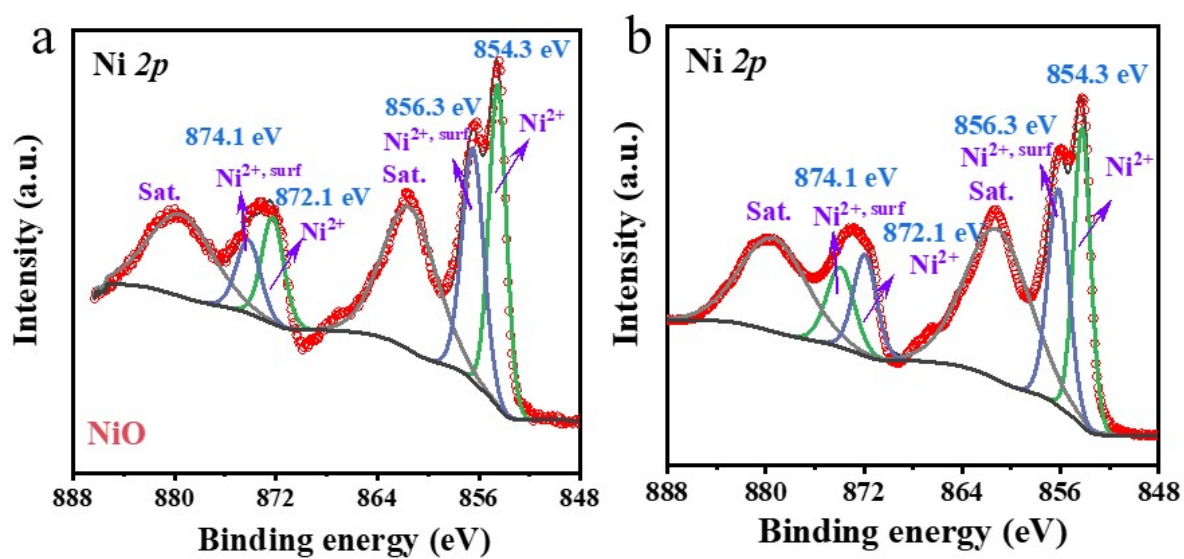 a
Ni 2p
854.3 eV
856.3 eV
Ni²⁺
Ni²⁺, surf
874.1 eV
Sat.
Ni²⁺, surf
872.1 eV
Ni²⁺
Sat.
NiO
Intensity (a.u.)
888 880 872 864 856 848
Binding energy (eV)
b
Ni 2p
854.3 eV
856.3 eV
Ni²⁺, surf
Ni²⁺
874.1 eV
Sat.
Sat.
Ni²⁺, surf
872.1 eV
Ni²⁺
Intensity (a.u.)
888 880 872 864 856 848
Binding energy (eV)